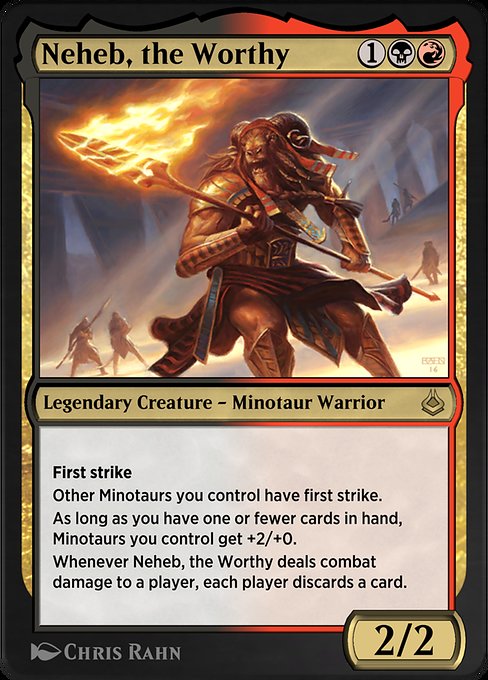 Neheb, the Worthy 1
Legendary Creature – Minotaur Warrior
First strike
Other Minotaurs you control have first strike.
As long as you have one or fewer cards in hand,
Minotaurs you control get +2/+0.
Whenever Neheb, the Worthy deals combat
damage to a player, each player discards a card.
2/2
Chris Rahn